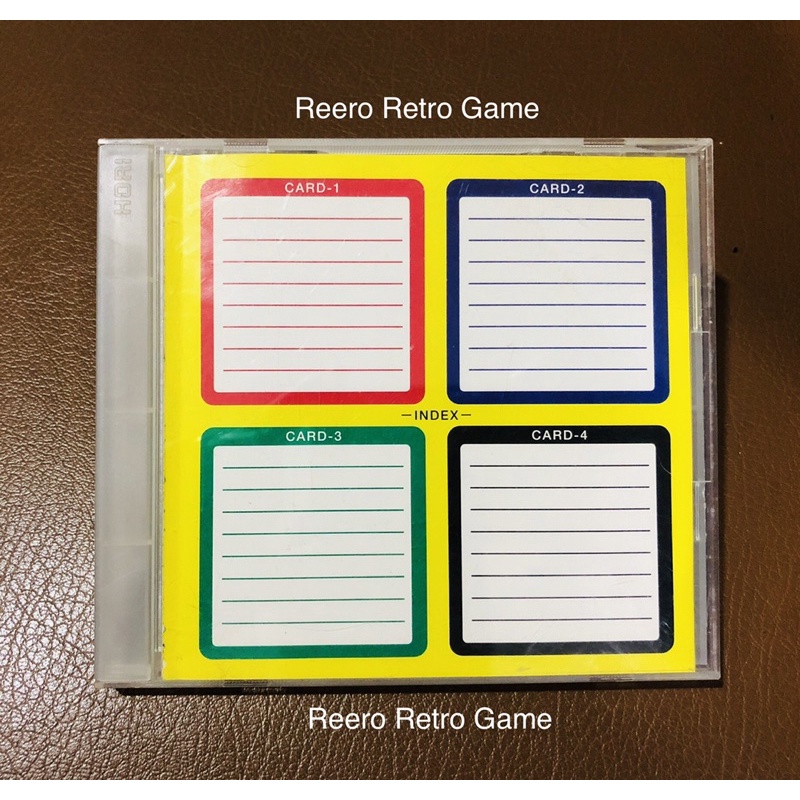 Reero Retro Game
HORI
CARD-1
CARD-2
-INDEX-
CARD-3
CARD-4
Reero Retro Game